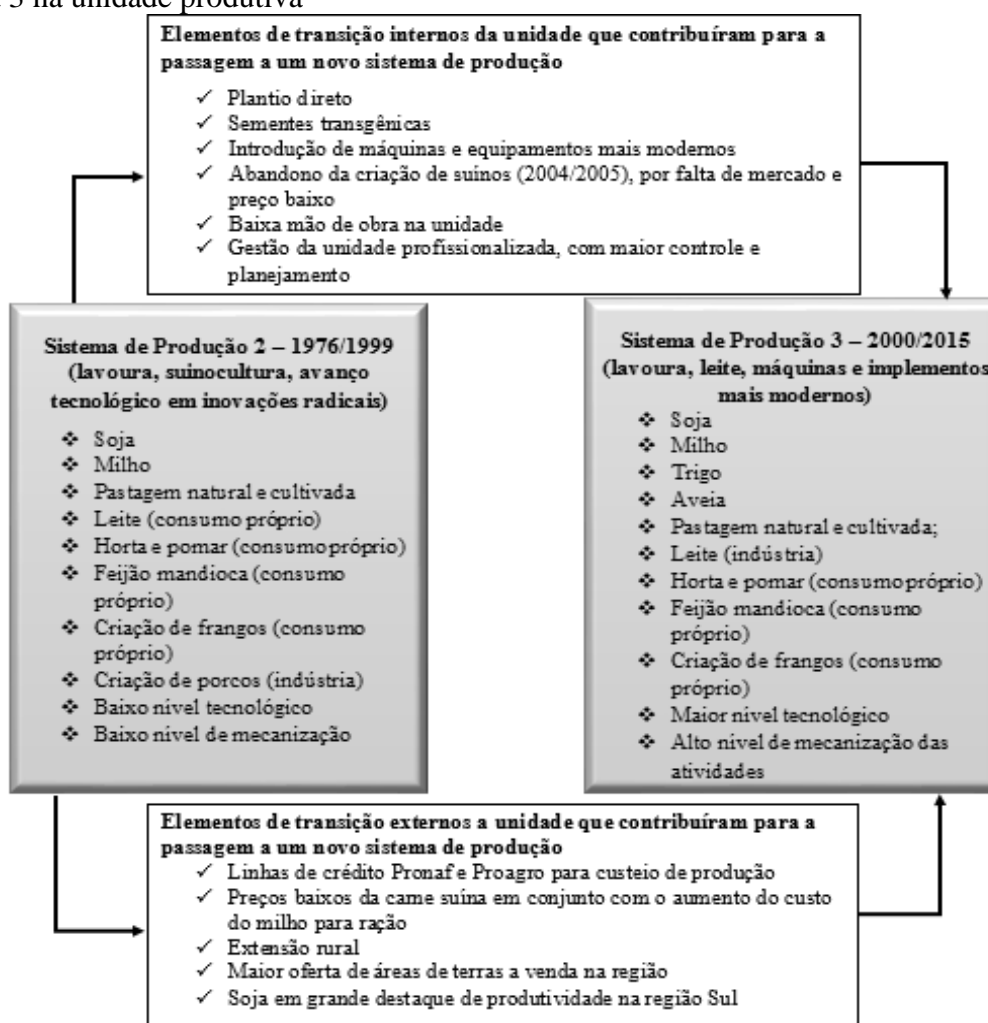 3 na unidade produtiva
Elementos de transição internos da unidade que contribuíram para a
passagem a um novo sistema de produção
✓ Plantio direto
✓ Sementes transgênicas
✓ Introdução de máquinas e equipamentos mais modernos
✓ Abandono da criação de suínos (2004/2005), por falta de mercado e
preço baixo
✓ Baixa mão de obra na unidade
✓ Gestão da unidade profissionalizada, com maior controle e
planejamento
Sistema de Produção 2 – 1976/1999
(lavoura, suinocultura, avanço
tecnológico em inovações radicais)
❖ Soja
❖ Milho
❖ Pastagem natural e cultivada
❖ Leite (consumo próprio)
❖ Horta e pomar (consumo próprio)
❖ Feijão mandioca (consumo
próprio)
❖ Criação de frangos (consumo
próprio)
❖ Criação de porcos (indústria)
❖ Baixo nível tecnológico
❖ Baixo nível de mecanização
Sistema de Produção 3 – 2000/2015
(lavoura, leite, máquinas e implementos
mais modernos)
❖ Soja
❖ Milho
❖ Trigo
❖ Aveia
❖ Pastagem natural e cultivada;
❖ Leite (indústria)
❖ Horta e pomar (consumo próprio)
❖ Feijão mandioca (consumo
próprio)
❖ Criação de frangos (consumo
próprio)
❖ Maior nível tecnológico
❖ Alto nível de mecanização das
atividades
Elementos de transição externos a unidade que contribuíram para a
passagem a um novo sistema de produção
✓ Linhas de crédito Pronaf e Proagro para custeio de produção
✓ Preços baixos da carne suína em conjunto com o aumento do custo
do milho para ração
✓ Extensão rural
✓ Maior oferta de áreas de terras a venda na região
✓ Soja em grande destaque de produtividade na região Sul